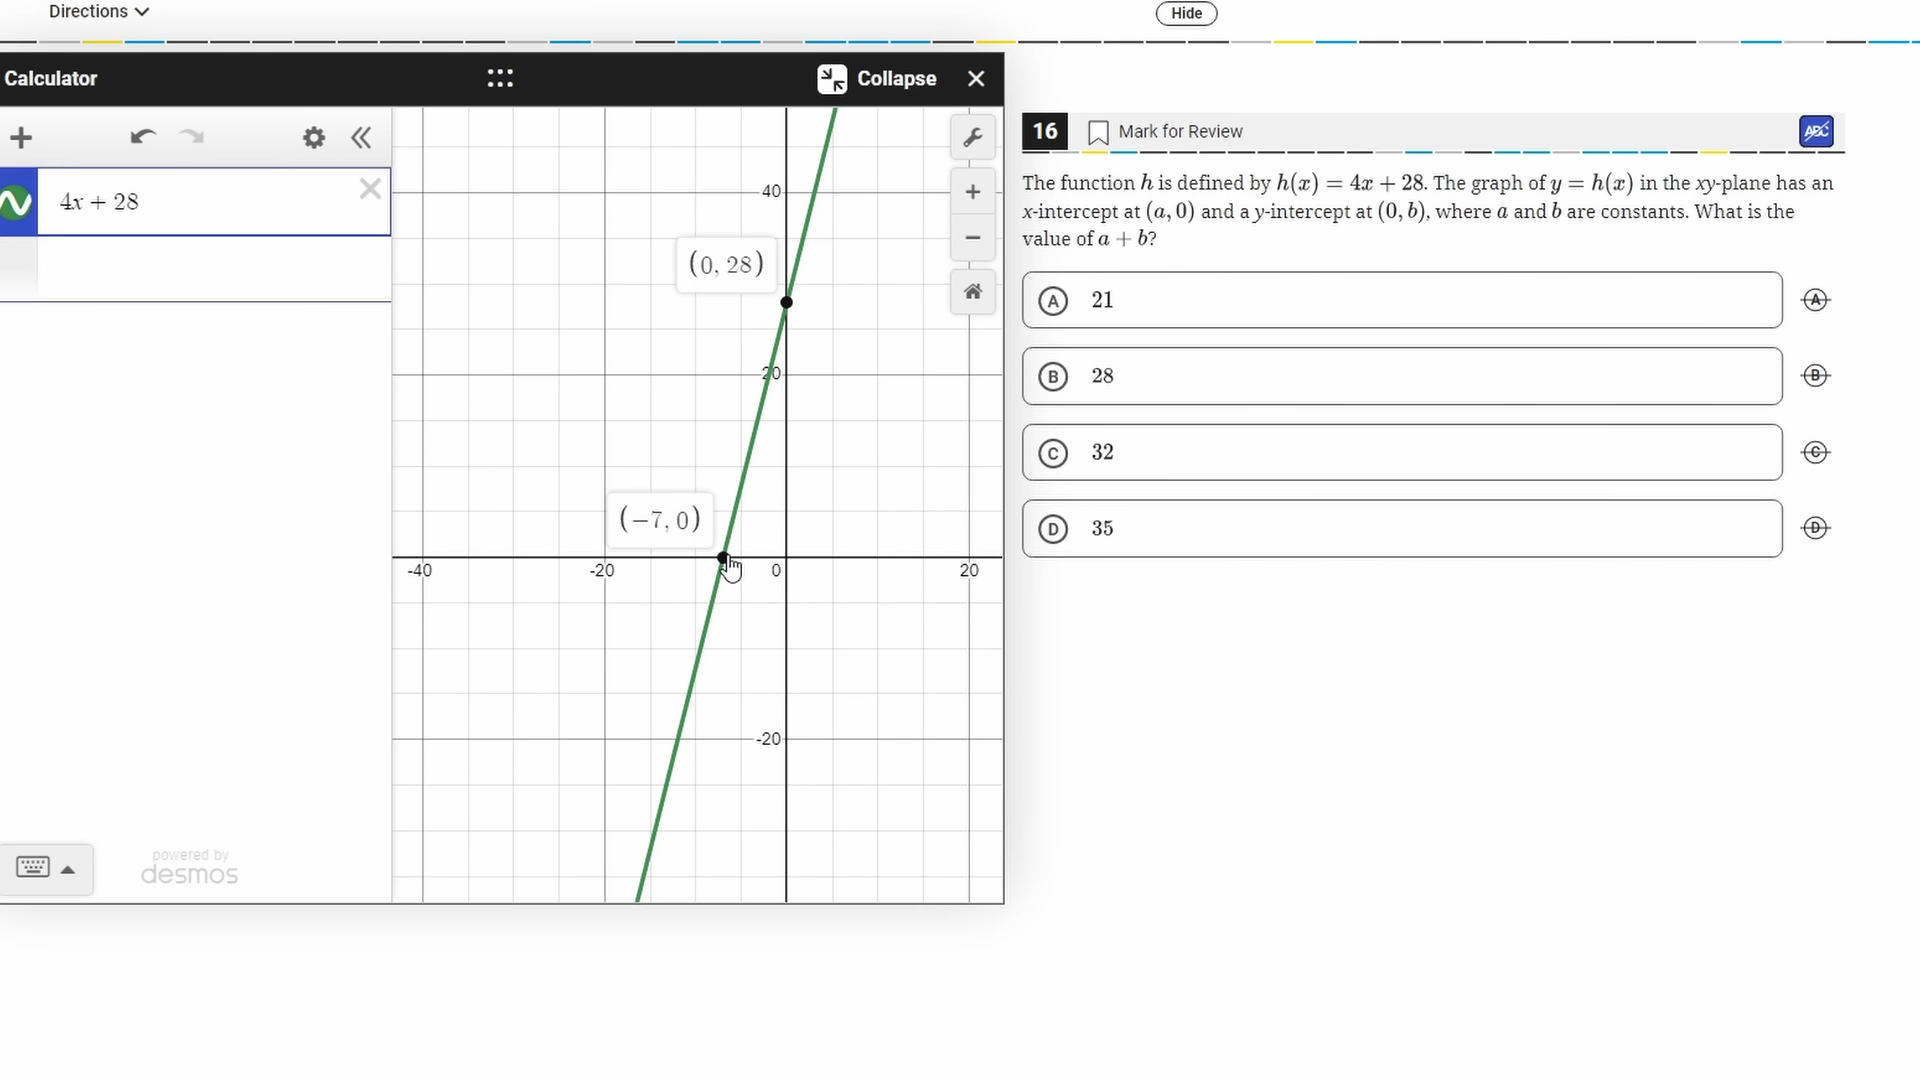 Directions
Hide
Calculator
Collapse
4x + 28
40
20
-20
-40
-20
0
20
(0, 28)
(−7, 0)
powered by
desmos
16
Mark for Review
ABC
The function h is defined by h(x) = 4x + 28. The graph of y = h(x) in the xy-plane has an
x-intercept at (a, 0) and a y-intercept at (0, b), where a and b are constants. What is the
value of a + b?
A 21 A
B 28 B
C 32 C
D 35 D